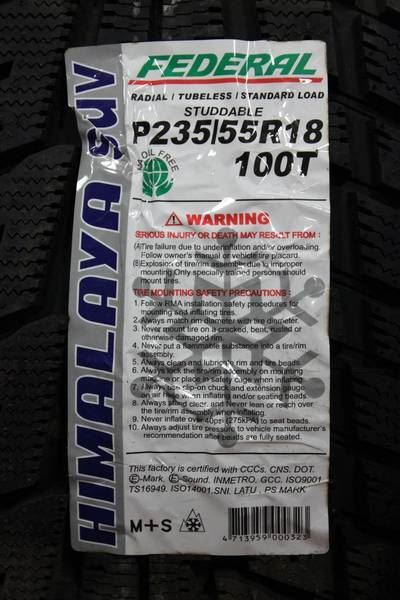 FEDERAL
RADIAL / TUBELESS / STANDARD LOAD
STUDDABLE
P235/55R18
100T
OIL FREE
HIMALAYA SUV
WARNING
SERIOUS INJURY OR DEATH MAY RESULT FROM :
(A)Tire failure due to underinflation and/or overloading.
Follow owner's manual or vehicle tire placard.
(B)Explosion of tire/rim assembly due to improper
mounting.Only specially trained persons should
mount tires.
TIRE MOUNTING SAFETY PRECAUTIONS :
1. Follow RMA installation safety procedures for
mounting and inflating tires.
2. Always match rim diameter with tire diameter.
3. Never mount tire on a cracked, bent, rusted or
otherwise damaged rim.
4. Never put a flammable substance into a tire/rim
assembly.
5. Always clean and lubricate rim and tire beads.
6. Always lock the tire/rim assembly on mounting
machine or place in safety cage when inflating.
7. Always use clip-on chuck and extension gauge
on air hose when inflating and/or seating beads.
8. Always stand clear, and Never lean or reach over
the tire/rim assembly when inflating.
9. Never inflate over 40psi (275KPA) to seat beads.
10. Always adjust tire pressure to vehicle manufacturer's
recommendation after beads are fully seated.
This factory is certified with CCCs. CNS. DOT.
E-Mark. E-Sound. INMETRO, GCC. ISO9001
TS16949. ISO14001.SNI. LATU , PS MARK
M+S
4 713959 000323